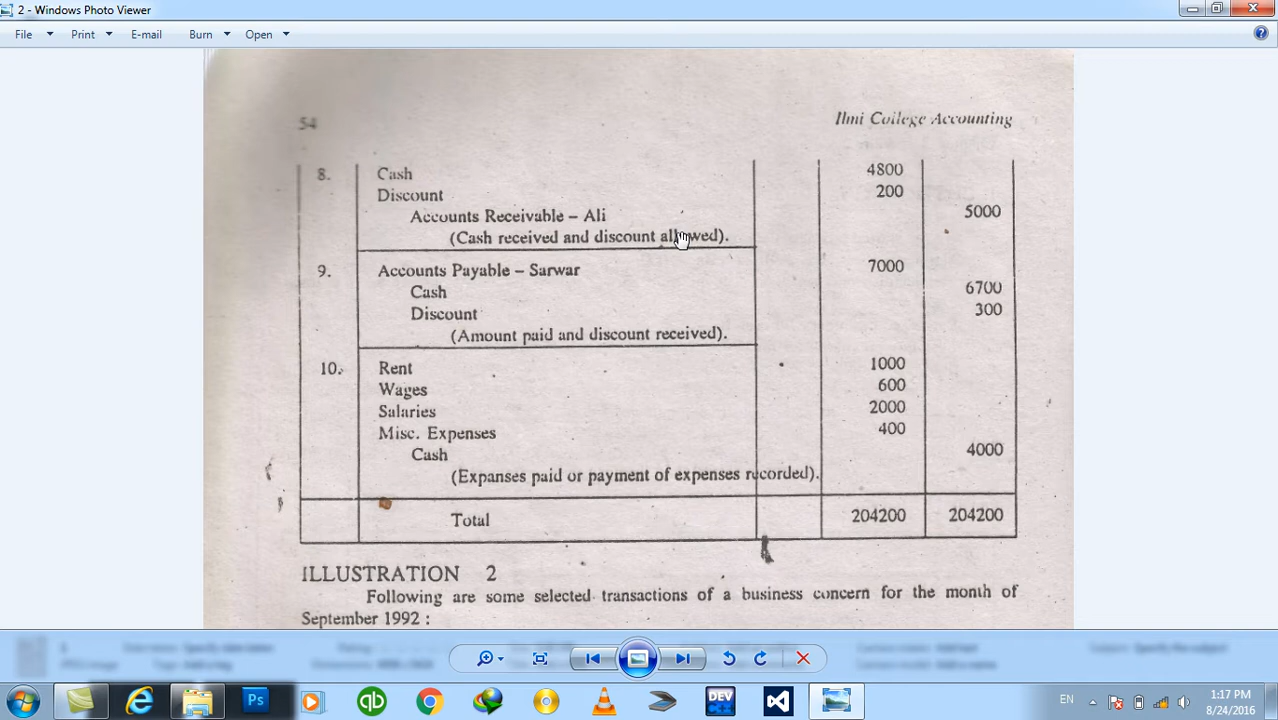 2 - Windows Photo Viewer
File Print E-mail Burn Open
54 Ilmi College Accounting
8. Cash 4800
Discount 200
Accounts Receivable – Ali 5000
(Cash received and discount allowed).
9. Accounts Payable – Sarwar 7000
Cash 6700
Discount 300
(Amount paid and discount received).
10. Rent 1000
Wages 600
Salaries 2000
Misc. Expenses 400
Cash 4000
(Expanses paid or payment of expenses recorded).
Total 204200 204200
ILLUSTRATION 2
Following are some selected transactions of a business concern for the month of
September 1992 :
Ps
qb
DEV
EN
1:17 PM
8/24/2016